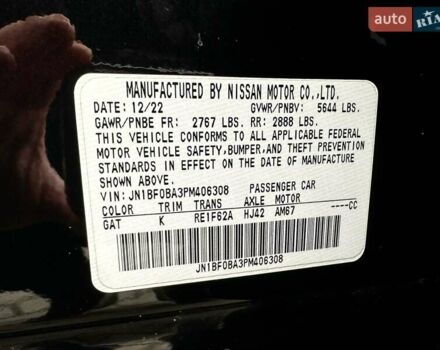 auto RIA.com
MANUFACTURED BY NISSAN MOTOR CO.,LTD.
DATE: 12/22 GVWR/PNBV: 5644 LBS.
GAWR/PNBE FR: 2767 LBS. RR: 2888 LBS.
THIS VEHICLE CONFORMS TO ALL APPLICABLE FEDERAL
MOTOR VEHICLE SAFETY, BUMPER, AND THEFT PREVENTION
STANDARDS IN EFFECT ON THE DATE OF MANUFACTURE
SHOWN ABOVE.
VIN: JN1BF0BA3PM406308 PASSENGER CAR
COLOR TRIM TRANS AXLE MOTOR
GAT K RE1F62A HJ42 AM67 ----CC
JN1BF0BA3PM406308